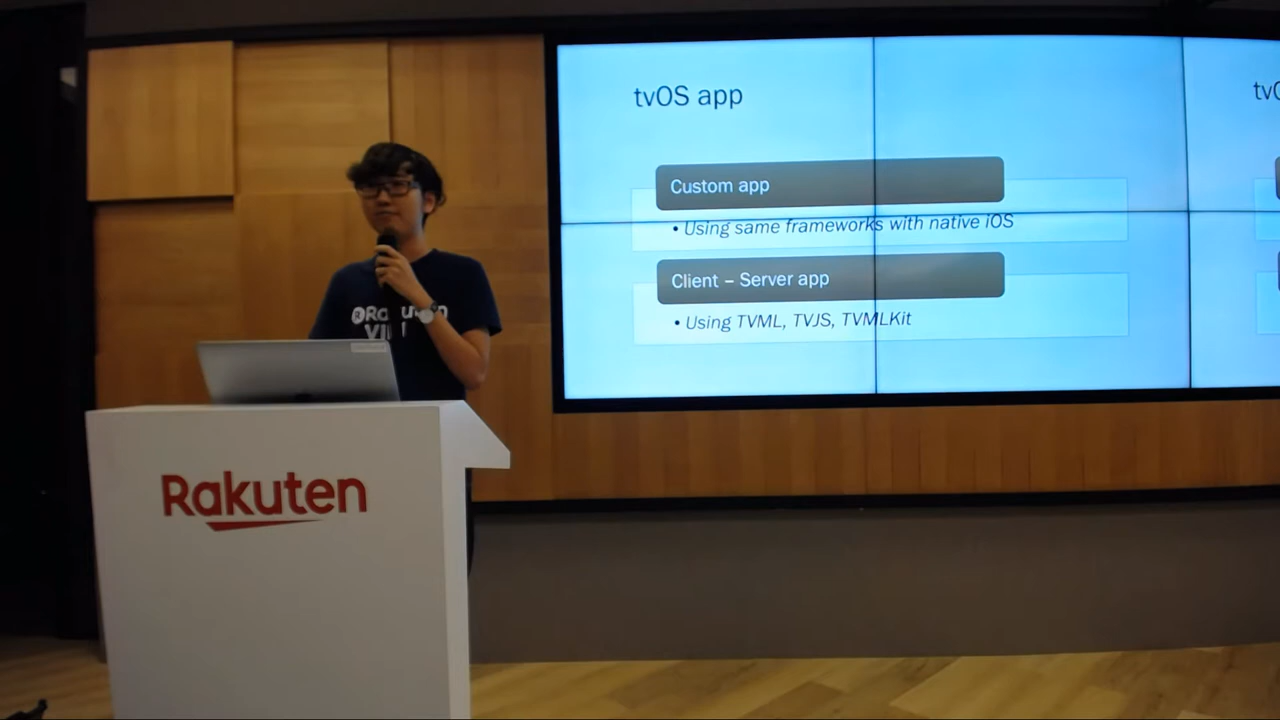 tvOS app
Custom app
• Using same frameworks with native iOS
Client – Server app
• Using TVML, TVJS, TVMLKit
Rakuten